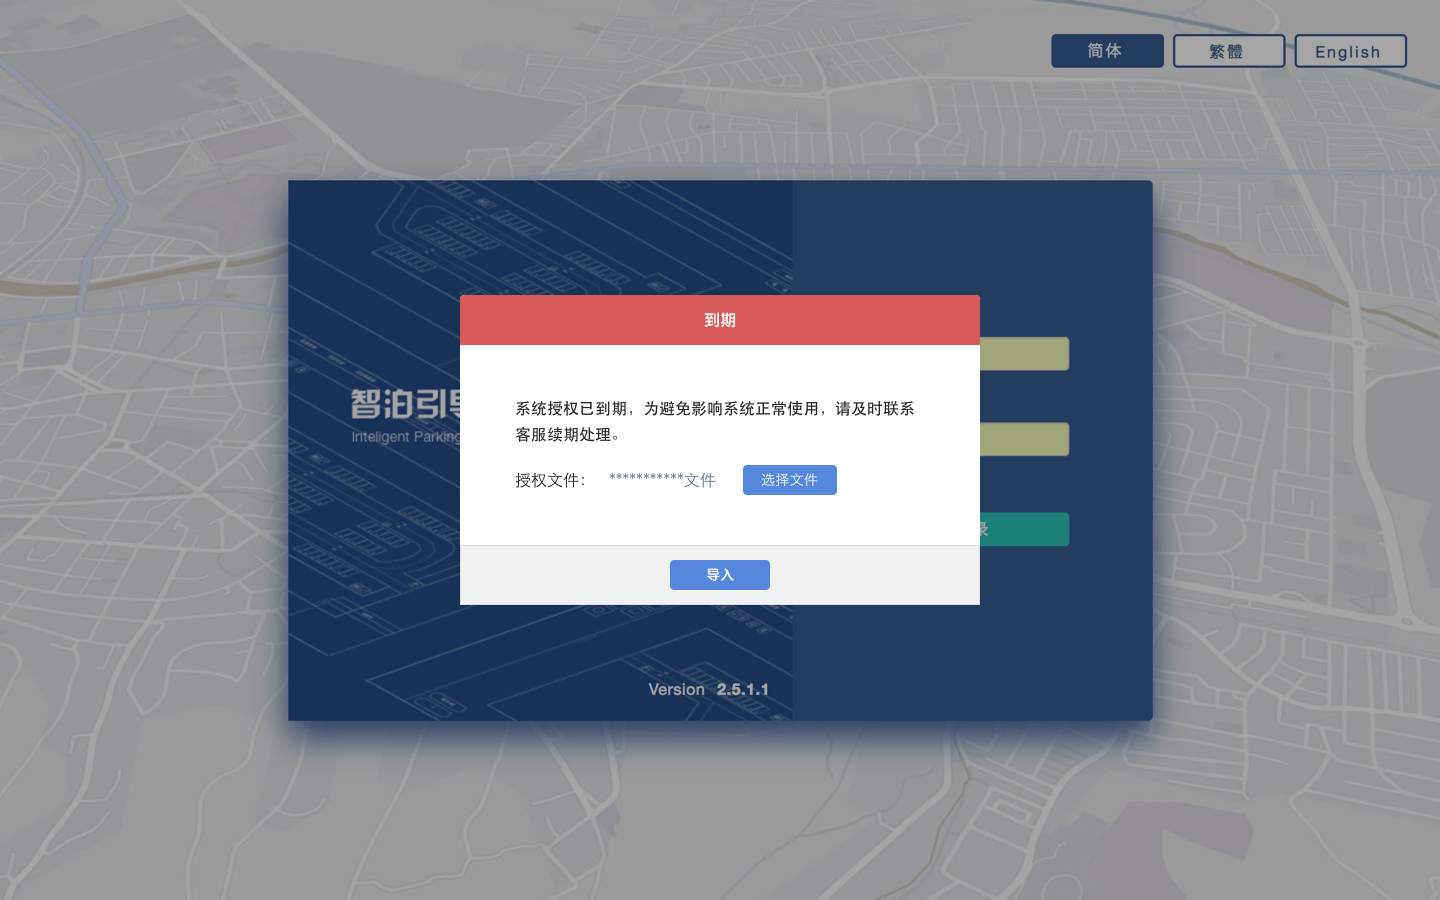 简体
繁體
English
到期
系统授权已到期，为避免影响系统正常使用，请及时联系
客服续期处理。
授权文件： ***********文件 选择文件
导入
智泊引
Inteligent Parking
录
Version 2.5.1.1